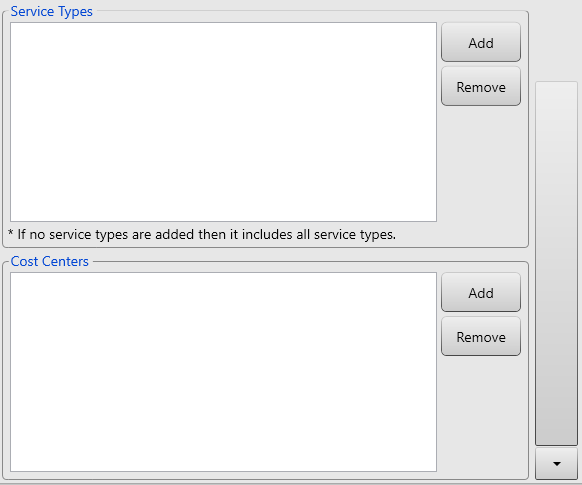 Service Types
Add
Remove
* If no service types are added then it includes all service types.
Cost Centers
Add
Remove